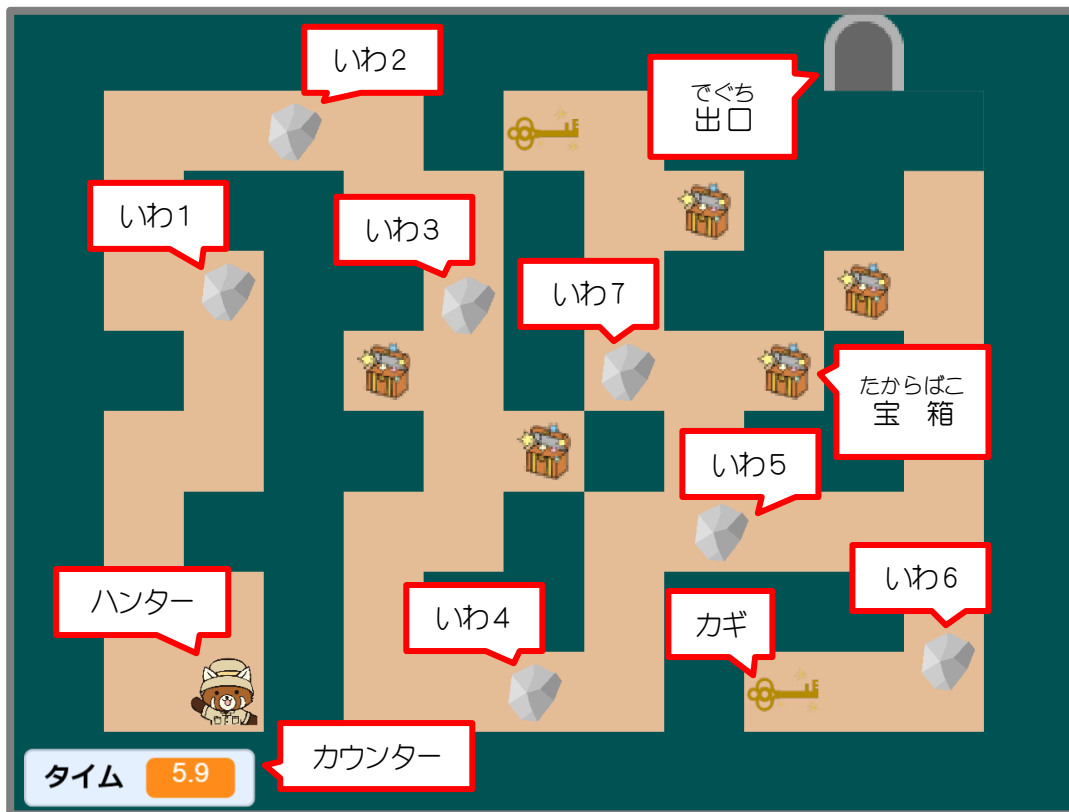 いわ2
でぐち
出口
いわ1
いわ3
いわ7
たからばこ
宝 箱
いわ5
いわ6
ハンター
いわ4
カギ
カウンター
タイム 5.9